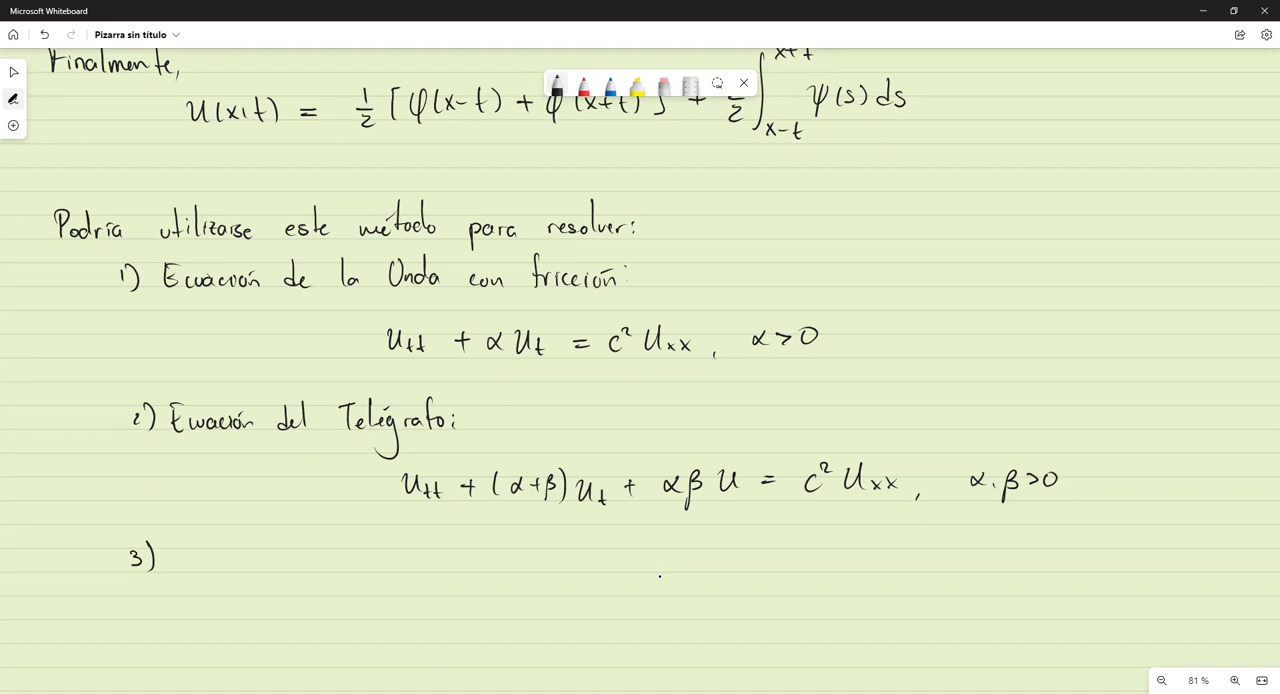 Microsoft Whiteboard
Pizarra sin título
Finalmente,
U(x,t) = 1/2 [φ(x-t) + φ(x+t)] + 1/2 ∫_{x-t}^{x+t} ψ(s) ds
Podría utilizarse este método para resolver:
1) Ecuación de la Onda con fricción:
U_tt + α U_t = c² U_xx , α > 0
2) Ecuación del Telégrafo:
U_tt + (α+β) U_t + αβ U = c² U_xx , α, β > 0
3)
81 %